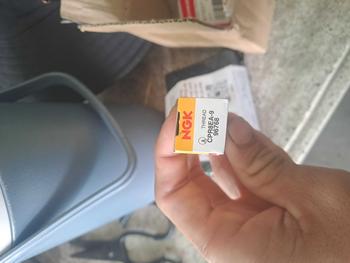 NGK
THREAD
CPR8EA-9
96768